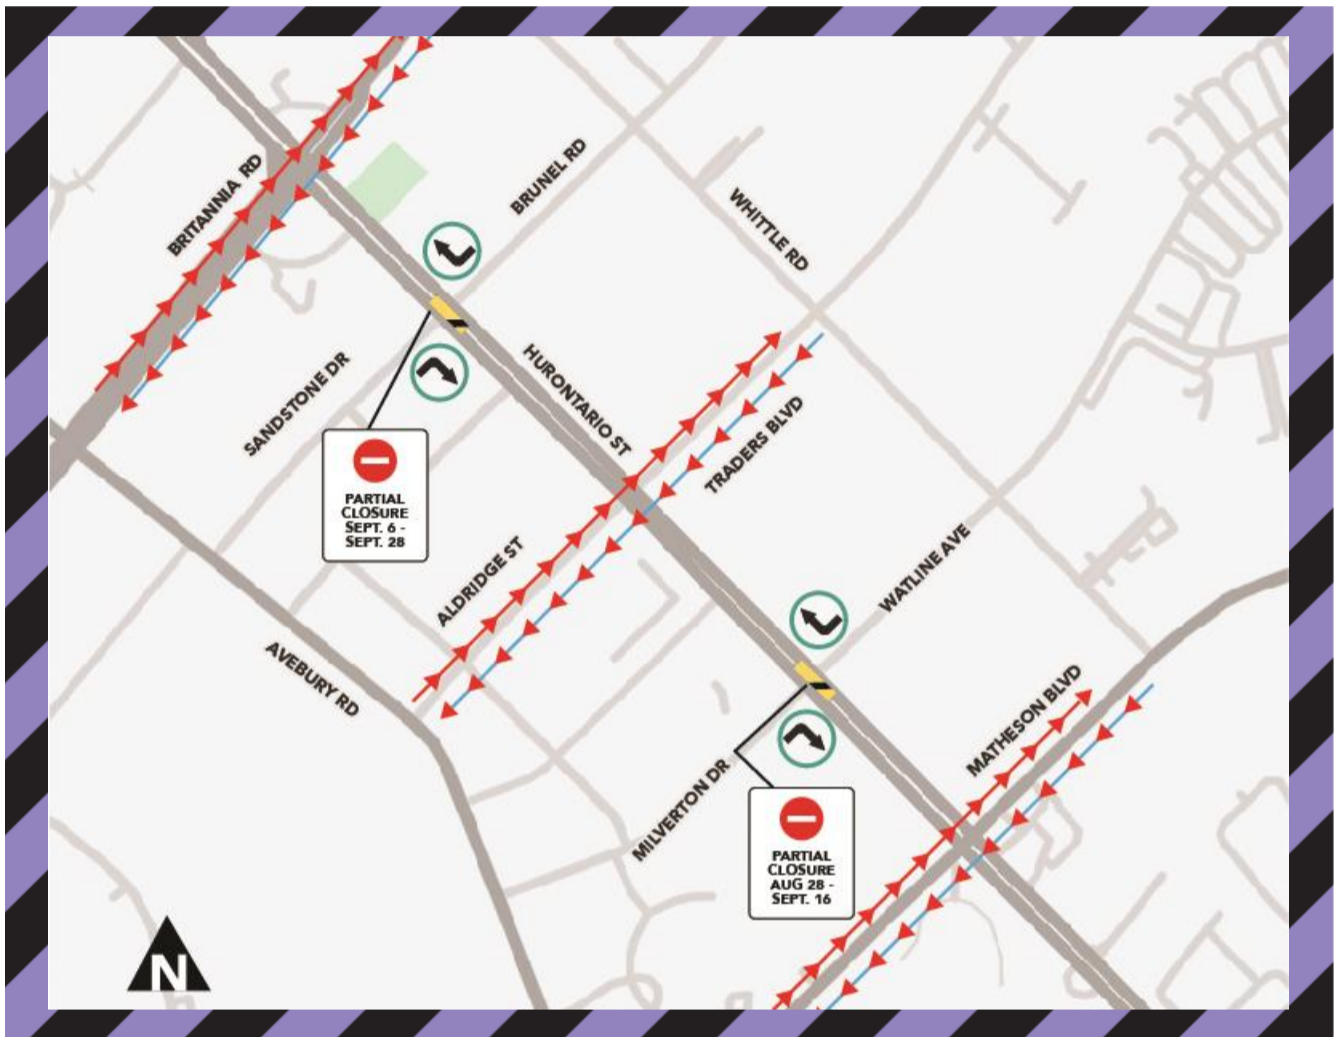 BRITANNIA RD
BRUNEL RD
WHITTLE RD
SANDSTONE DR
HURONTARIO ST
TRADERS BLVD
PARTIAL
CLOSURE
SEPT. 6 -
SEPT. 28
ALDRIDGE ST
WATLINE AVE
AVEBURY RD
MATHESON BLVD
MILVERTON DR
PARTIAL
CLOSURE
AUG 28 -
SEPT. 16
N